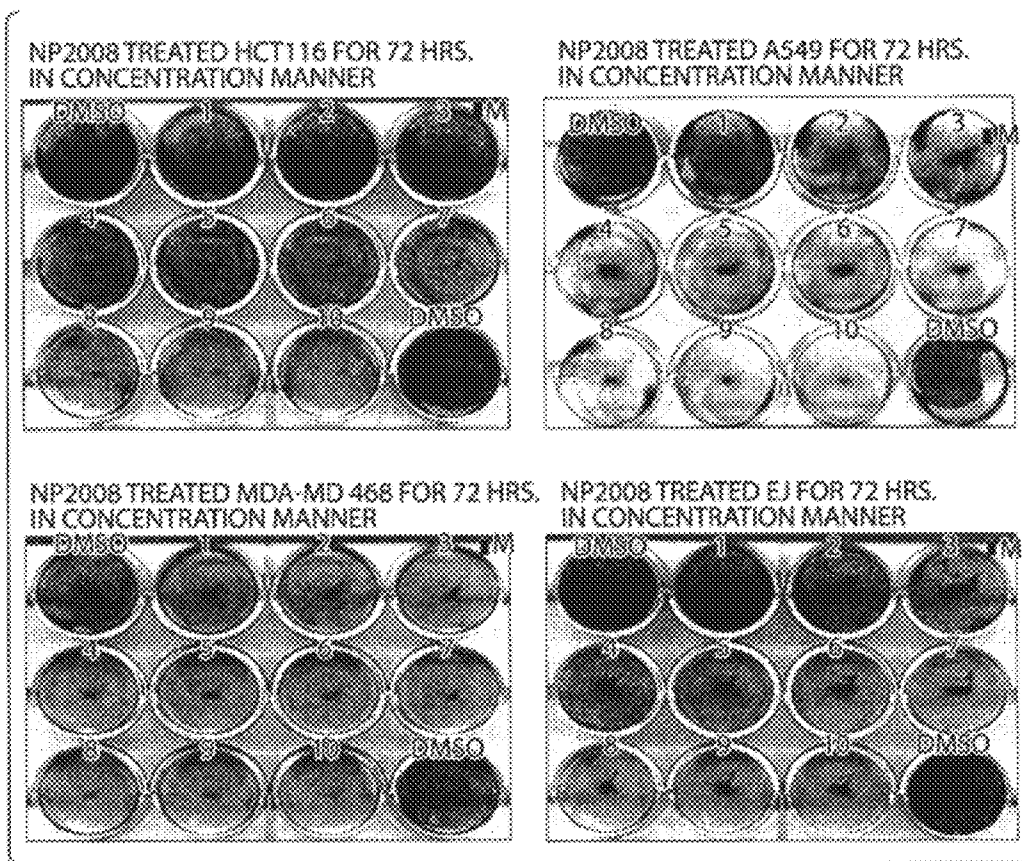 NP2008 TREATED HCT116 FOR 72 HRS.
IN CONCENTRATION MANNER
DMSO 1 2 3 M
4 5 6 7
8 9 10 DMSO
NP2008 TREATED A549 FOR 72 HRS.
IN CONCENTRATION MANNER
DMSO 1 2 3 M
4 5 6 7
8 9 10 DMSO
NP2008 TREATED MDA-MD 468 FOR 72 HRS.
IN CONCENTRATION MANNER
DMSO 1 2 3 M
4 5 6 7
8 9 10 DMSO
NP2008 TREATED EJ FOR 72 HRS.
IN CONCENTRATION MANNER
DMSO 1 2 3 M
4 5 6 7
8 9 10 DMSO